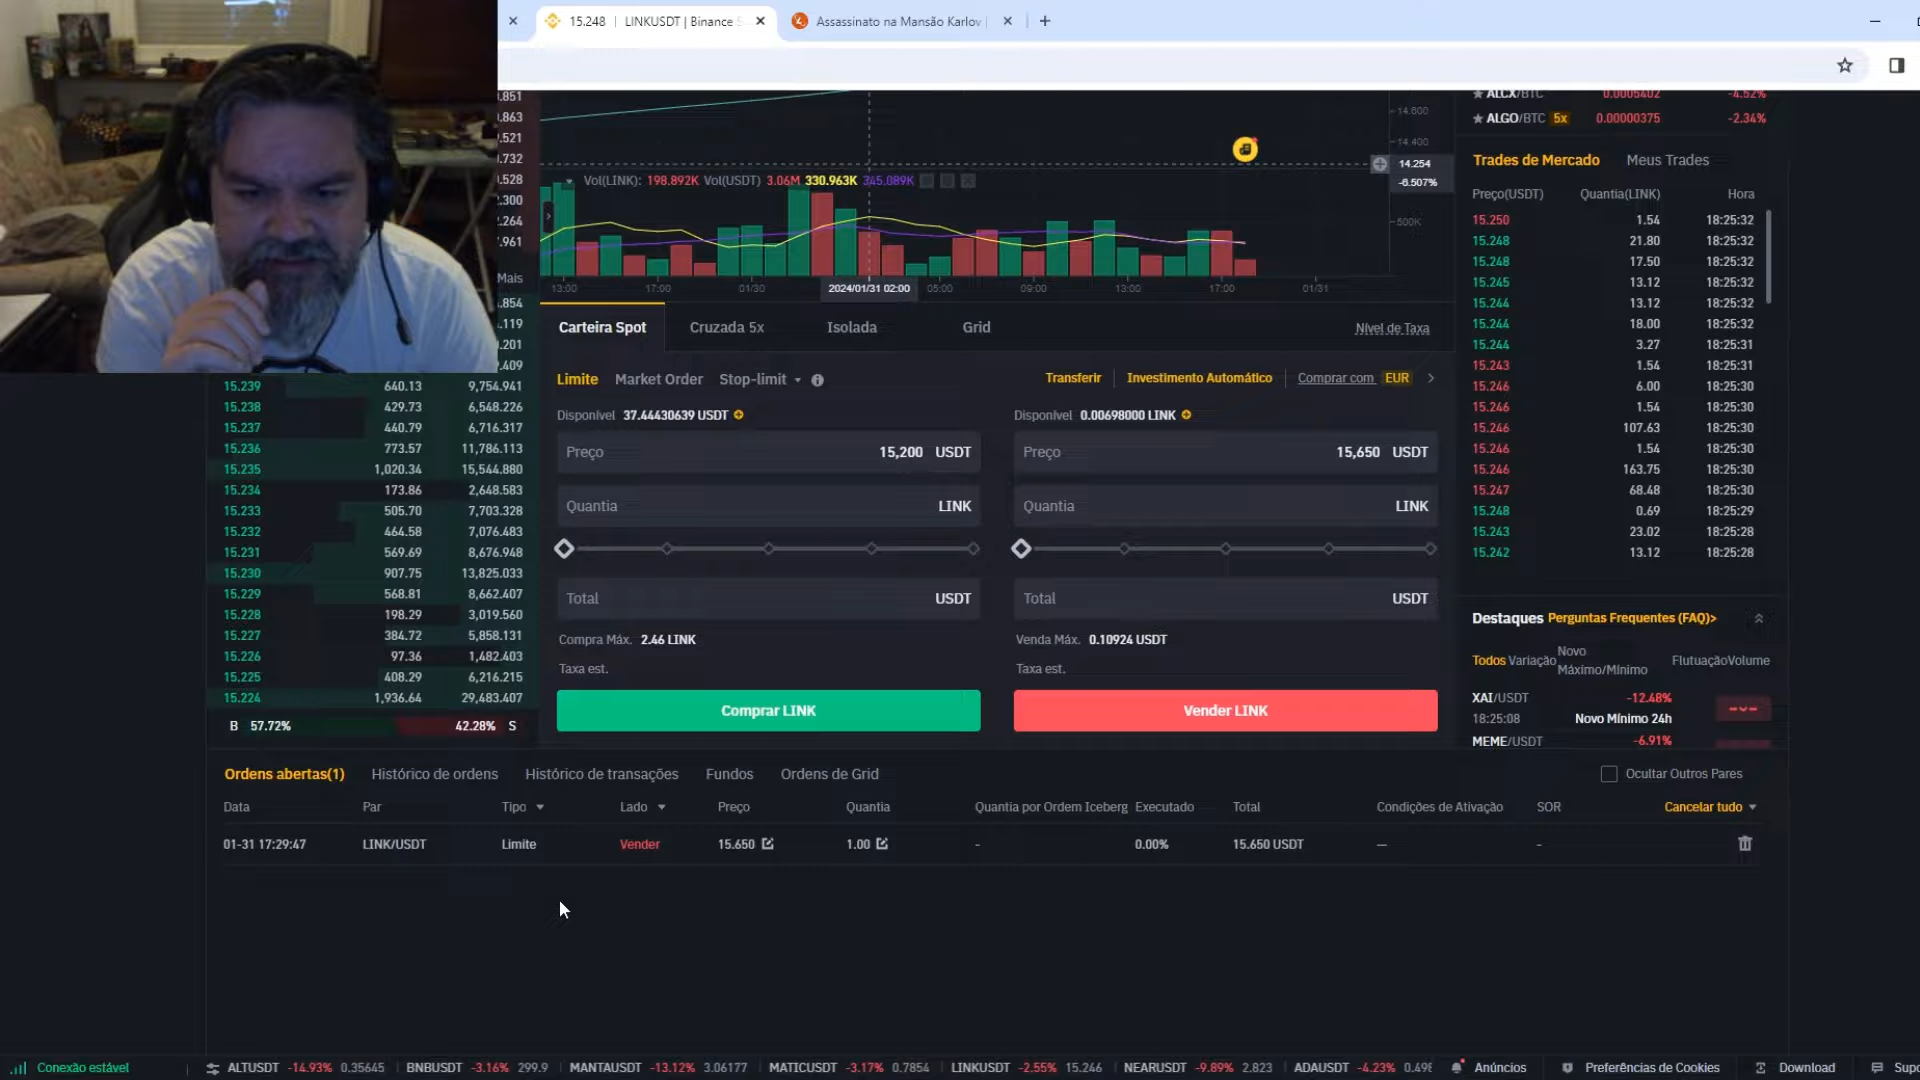 15.248 | LINKUSDT | Binance S
Assassinato na Mansão Karlov
ALCX/BTC 0.0005402 -4.52%
ALGO/BTC 5x 0.00000375 -2.34%
14.800
14.400
14.254
-6.507%
500K
Vol(LINK): 198.892K Vol(USDT) 3.06M 330.963K 345.089K
13:00 17:00 01/30 2024/01/31 02:00 05:00 09:00 13:00 17:00 01/31
.851
.863
.521
.732
.528
.300
.264
.961
Mais
.854
.119
.201
.409
15.239 640.13 9,754.941
15.238 429.73 6,548.226
15.237 440.79 6,716.317
15.236 773.57 11,786.113
15.235 1,020.34 15,544.880
15.234 173.86 2,648.583
15.233 505.70 7,703.328
15.232 464.58 7,076.483
15.231 569.69 8,676.948
15.230 907.75 13,825.033
15.229 568.81 8,662.407
15.228 198.29 3,019.560
15.227 384.72 5,858.131
15.226 97.36 1,482.403
15.225 408.29 6,216.215
15.224 1,936.64 29,483.407
B 57.72% 42.28% S
Carteira Spot Cruzada 5x Isolada Grid Nível de Taxa
Limite Market Order Stop-limit Transferir Investimento Automático Comprar com EUR
Disponível 37.44430639 USDT
Preço 15,200 USDT
Quantia LINK
Total USDT
Compra Máx. 2.46 LINK
Taxa est.
Comprar LINK
Disponível 0.00698000 LINK
Preço 15,650 USDT
Quantia LINK
Total USDT
Venda Máx. 0.10924 USDT
Taxa est.
Vender LINK
Trades de Mercado Meus Trades
Preço(USDT) Quantia(LINK) Hora
15.250 1.54 18:25:32
15.248 21.80 18:25:32
15.248 17.50 18:25:32
15.245 13.12 18:25:32
15.244 13.12 18:25:32
15.244 18.00 18:25:32
15.244 3.27 18:25:31
15.243 1.54 18:25:31
15.246 6.00 18:25:30
15.246 1.54 18:25:30
15.246 107.63 18:25:30
15.246 1.54 18:25:30
15.246 163.75 18:25:30
15.247 68.48 18:25:30
15.248 0.69 18:25:29
15.243 23.02 18:25:28
15.242 13.12 18:25:28
Destaques Perguntas Frequentes (FAQ)>
Todos Variação Novo Máximo/Mínimo Flutuação Volume
XAI/USDT -12.48%
18:25:08 Novo Mínimo 24h
MEME/USDT -6.91%
Ordens abertas(1) Histórico de ordens Histórico de transações Fundos Ordens de Grid Ocultar Outros Pares
Data Par Tipo Lado Preço Quantia Quantia por Ordem Iceberg Executado Total Condições de Ativação SOR Cancelar tudo
01-31 17:29:47 LINK/USDT Limite Vender 15.650 1.00 - 0.00% 15.650 USDT — -
Conexão estável ALTUSDT -14.93% 0.35645 BNBUSDT -3.16% 299.9 MANTAUSDT -13.12% 3.06177 MATICUSDT -3.17% 0.7854 LINKUSDT -2.55% 15.246 NEARUSDT -9.89% 2.823 ADAUSDT -4.23% Anúncios Preferências de Cookies Download